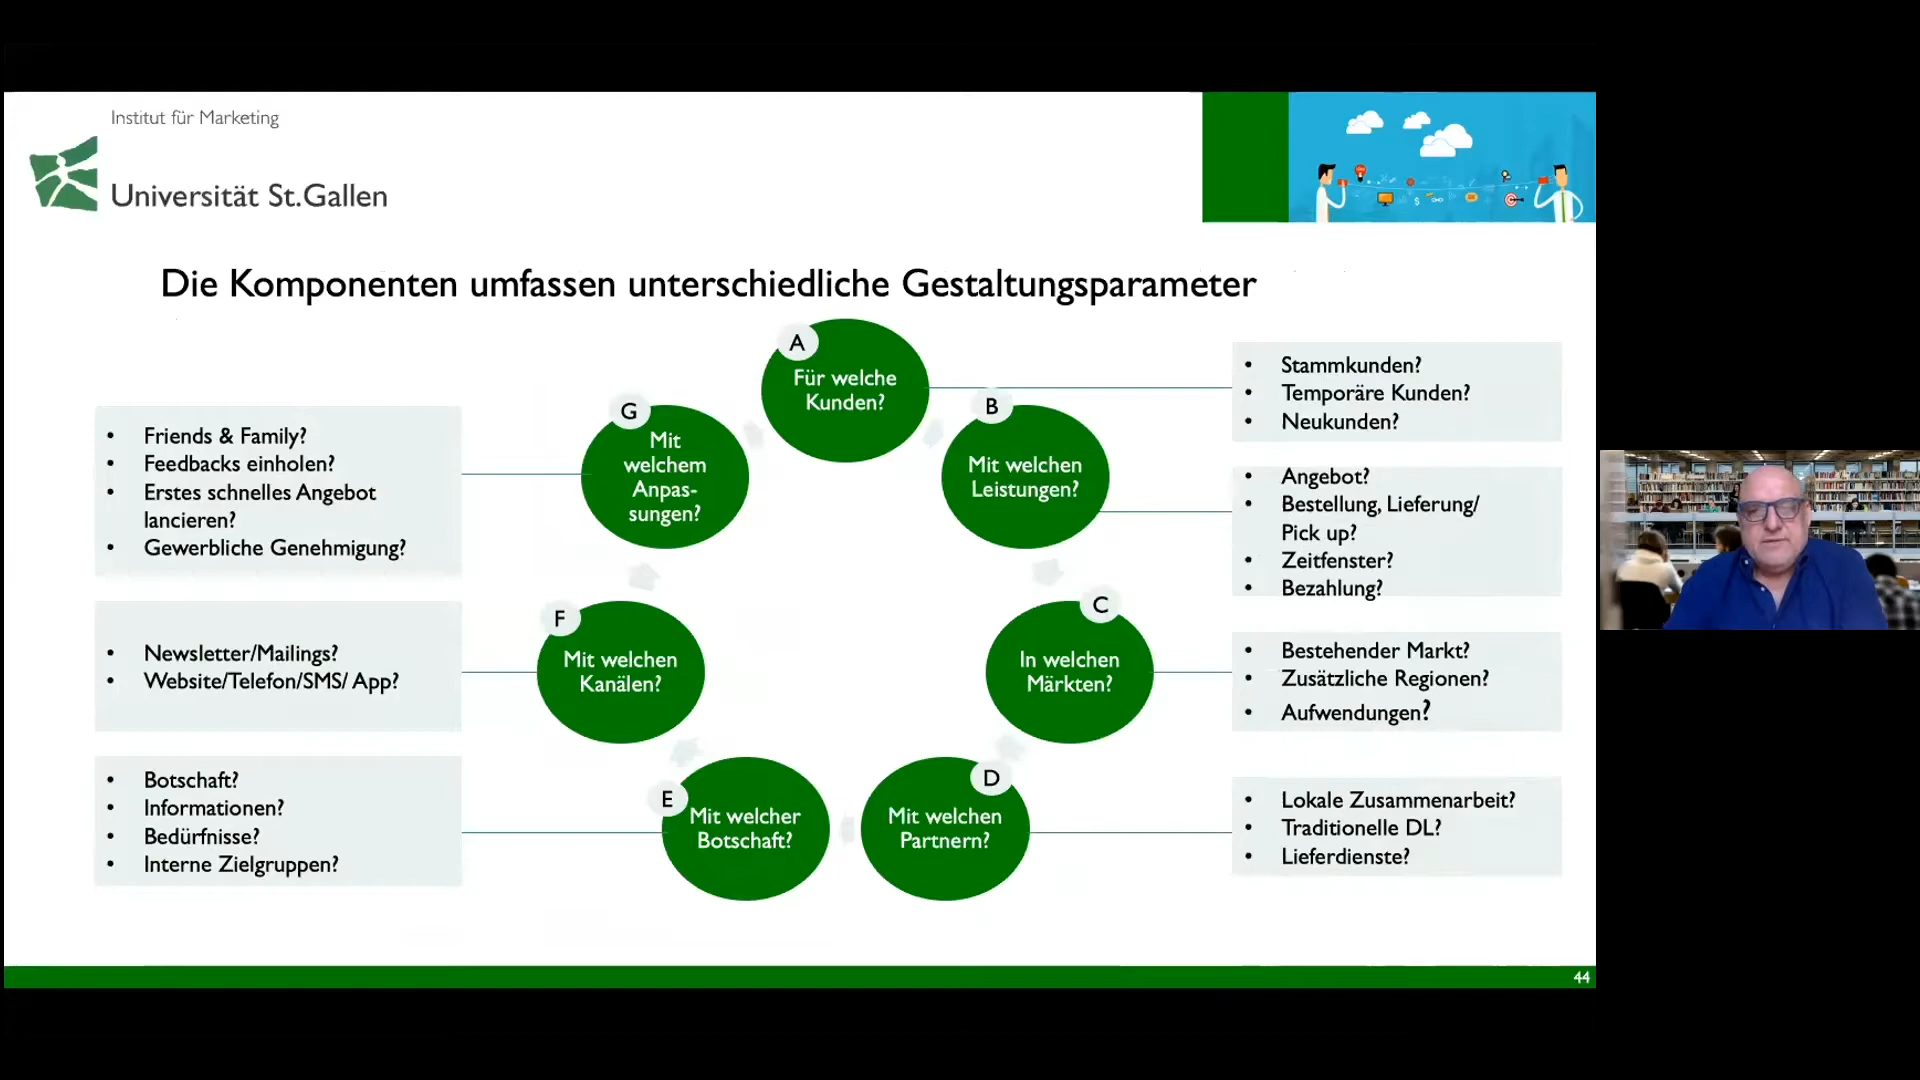 Institut für Marketing
Universität St.Gallen
Die Komponenten umfassen unterschiedliche Gestaltungsparameter
A
Für welche
Kunden?
• Stammkunden?
• Temporäre Kunden?
• Neukunden?
B
Mit welchen
Leistungen?
• Angebot?
• Bestellung, Lieferung/
Pick up?
• Zeitfenster?
• Bezahlung?
C
In welchen
Märkten?
• Bestehender Markt?
• Zusätzliche Regionen?
• Aufwendungen?
D
Mit welchen
Partnern?
• Lokale Zusammenarbeit?
• Traditionelle DL?
• Lieferdienste?
E
Mit welcher
Botschaft?
• Botschaft?
• Informationen?
• Bedürfnisse?
• Interne Zielgruppen?
F
Mit welchen
Kanälen?
• Newsletter/Mailings?
• Website/Telefon/SMS/ App?
G
Mit
welchem
Anpas-
sungen?
• Friends & Family?
• Feedbacks einholen?
• Erstes schnelles Angebot
lancieren?
• Gewerbliche Genehmigung?
44